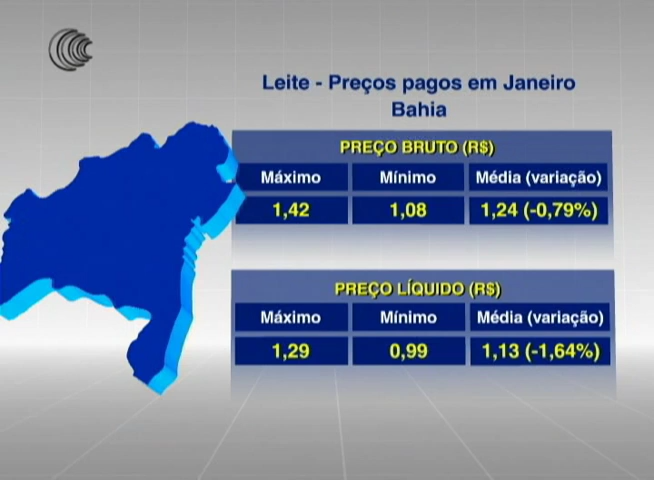 Leite - Preços pagos em Janeiro
Bahia
PREÇO BRUTO (R$)
Máximo Mínimo Média (variação)
1,42 1,08 1,24 (-0,79%)
PREÇO LÍQUIDO (R$)
Máximo Mínimo Média (variação)
1,29 0,99 1,13 (-1,64%)